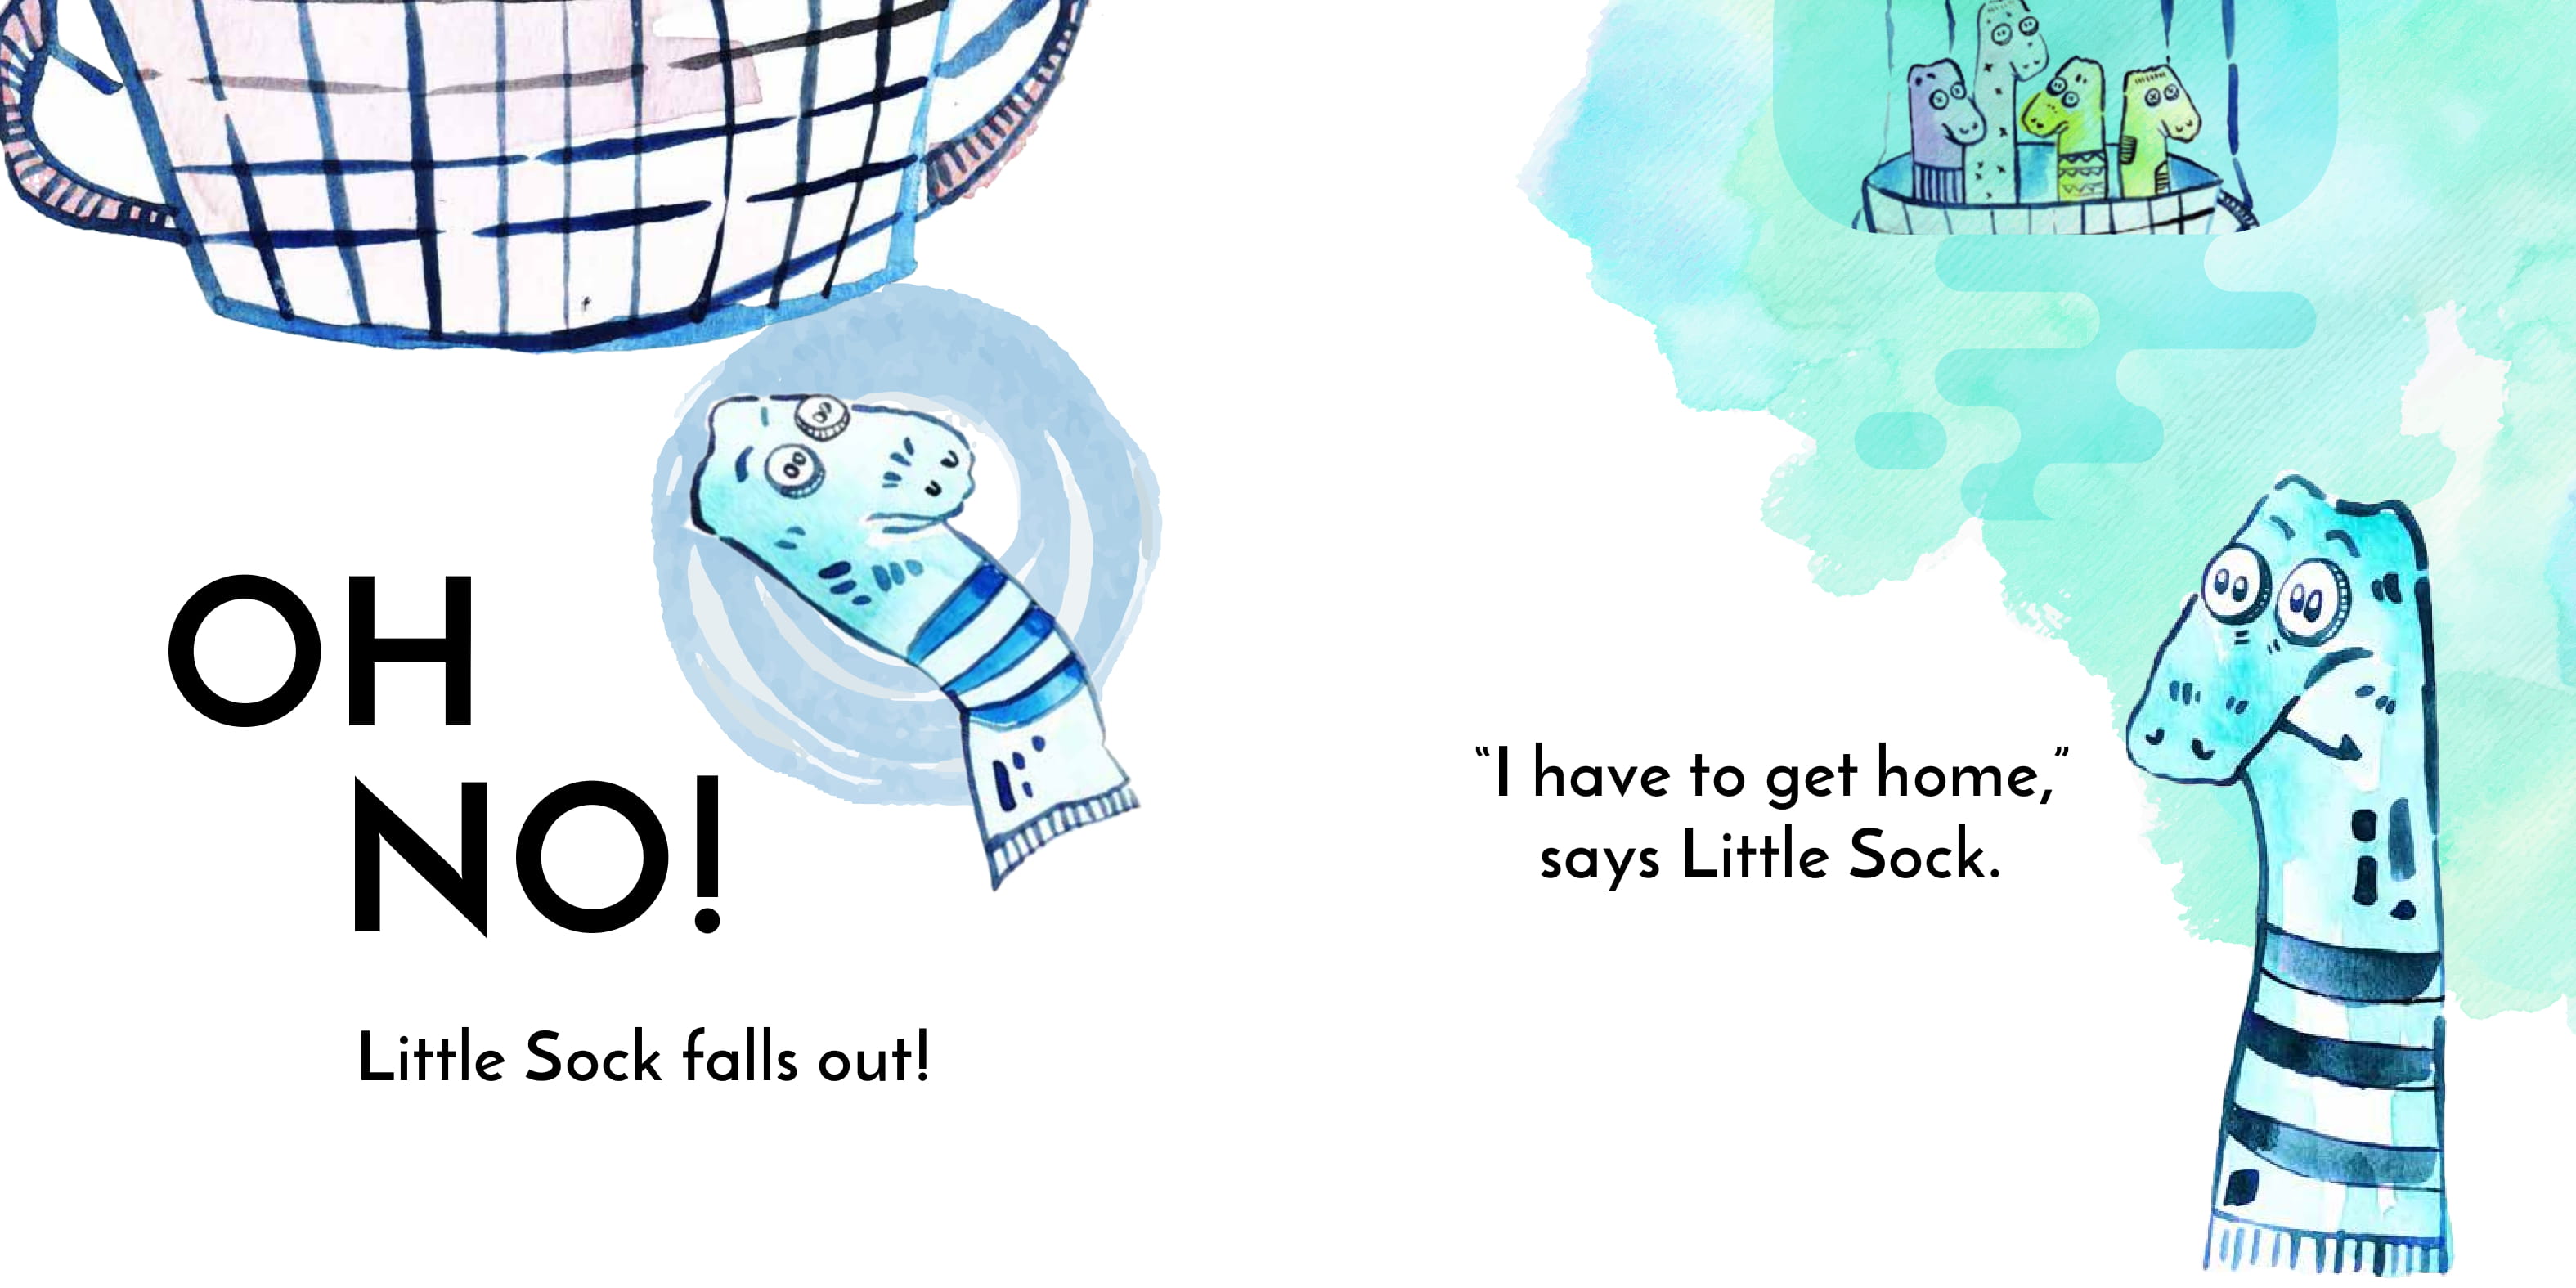 OH
NO!
Little Sock falls out!
“I have to get home,”
says Little Sock.